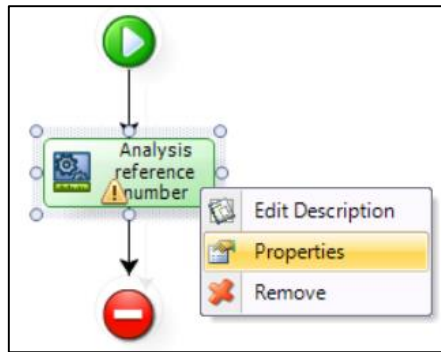 Analysis
reference
number
Edit Description
Properties
Remove